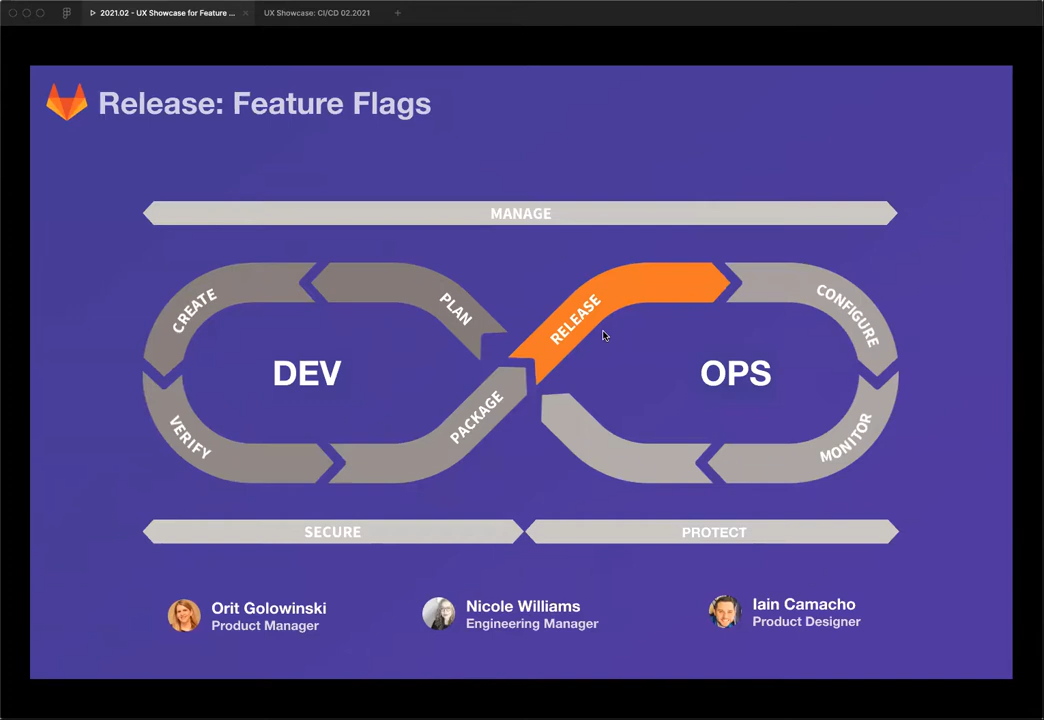 2021.02 - UX Showcase for Feature ...
UX Showcase: CI/CD 02.2021
Release: Feature Flags
MANAGE
CREATE
PLAN
RELEASE
CONFIGURE
DEV
OPS
VERIFY
PACKAGE
MONITOR
SECURE
PROTECT
Orit Golowinski
Product Manager
Nicole Williams
Engineering Manager
Iain Camacho
Product Designer